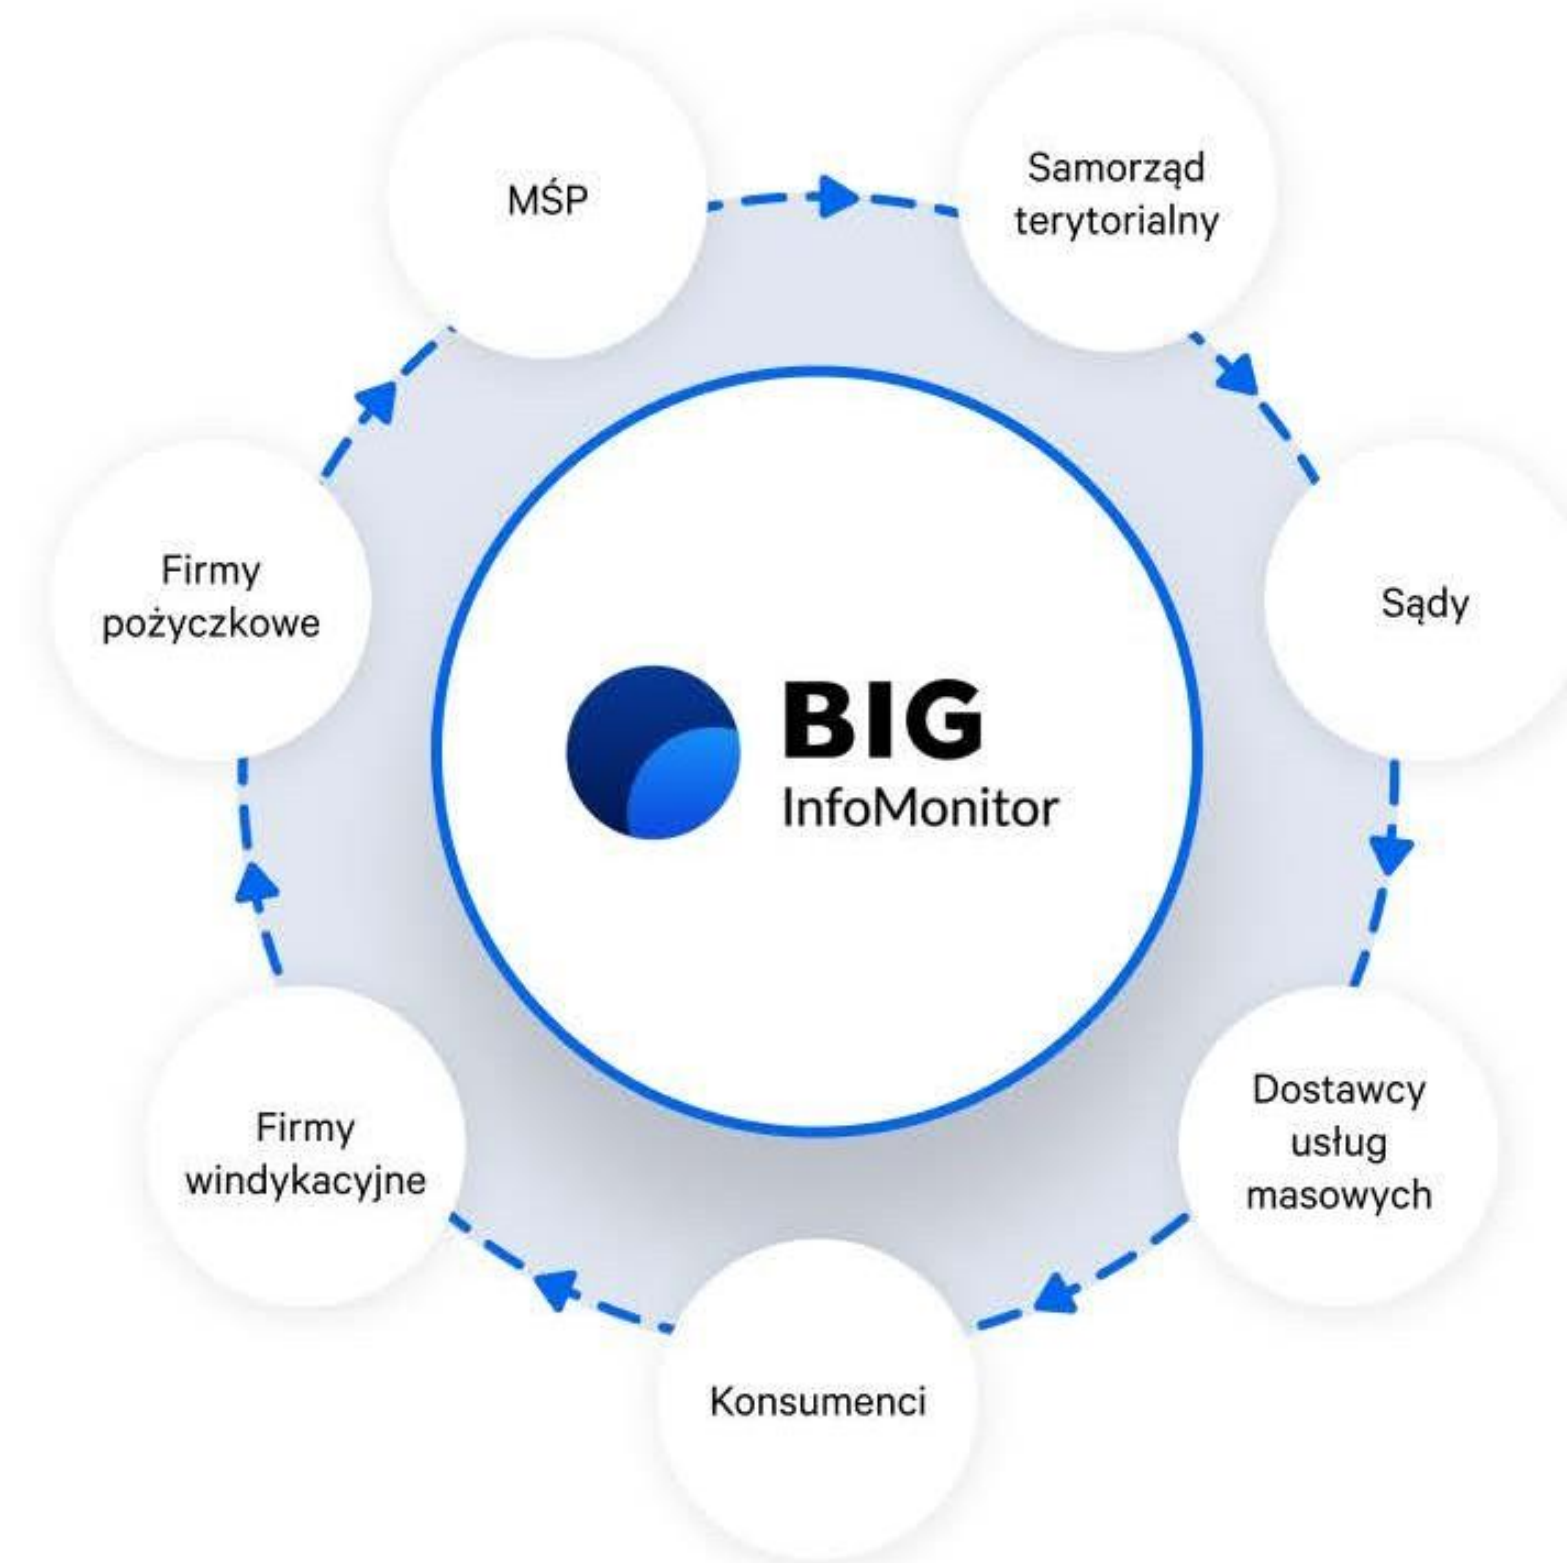 MŚP
Samorząd
terytorialny
Firmy
pożyczkowe
Sądy
BIG
InfoMonitor
Firmy
windykacyjne
Dostawcy
usług
masowych
Konsumenci